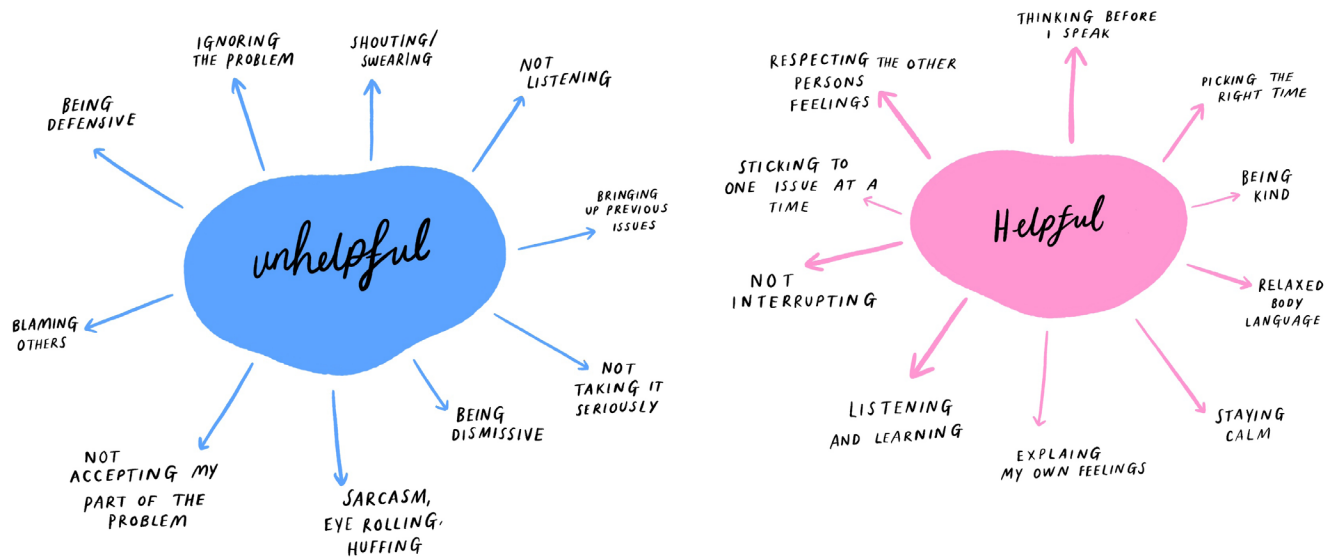 unhelpful
IGNORING
THE PROBLEM
SHOUTING/
SWEARING
NOT
LISTENING
BRINGING
UP PREVIOUS
ISSUES
NOT
TAKING IT
SERIOUSLY
BEING
DISMISSIVE
SARCASM,
EYE ROLLING,
HUFFING
NOT
ACCEPTING MY
PART OF THE
PROBLEM
BLAMING
OTHERS
BEING
DEFENSIVE
Helpful
THINKING BEFORE
I SPEAK
PICKING THE
RIGHT TIME
BEING
KIND
RELAXED
BODY
LANGUAGE
STAYING
CALM
EXPLAING
MY OWN FEELINGS
LISTENING
AND LEARNING
NOT
INTERRUPTING
STICKING TO
ONE ISSUE AT A
TIME
RESPECTING THE OTHER
PERSONS
FEELINGS